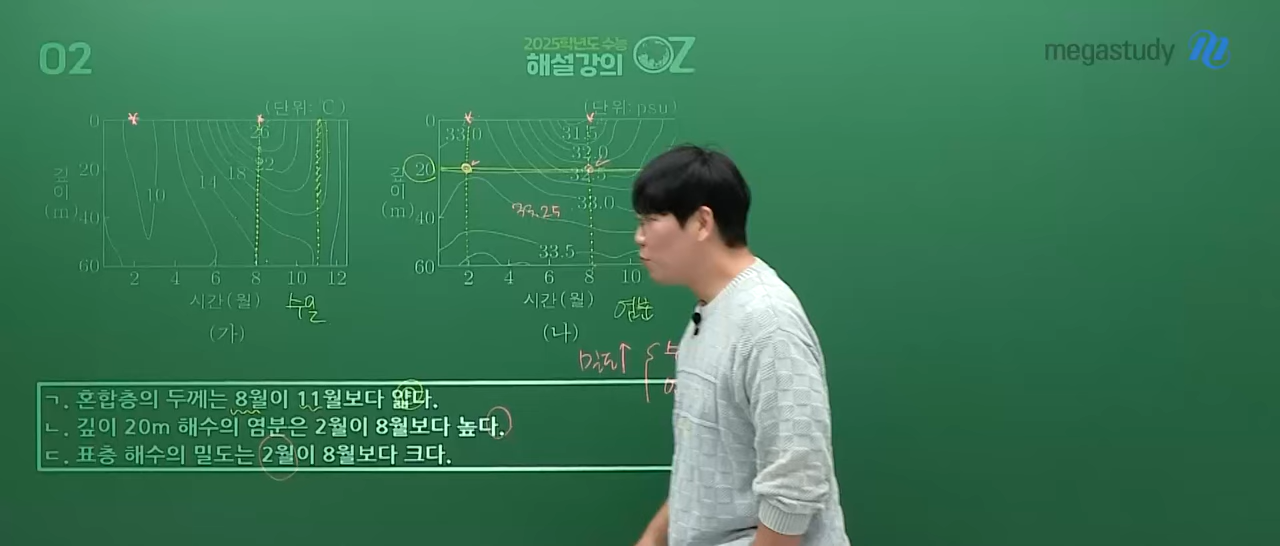 02
2025학년도 수능
해설강의 OZ
megastudy
(단위: ℃)
0
20
40
60
깊이(m)
26
22
18
14
10
2 4 6 8 10 12
시간(월)
수온
(가)
(단위: psu)
0
20
40
60
깊이(m)
33.0
31.5
32.0
32.5
33.0
33.25
33.5
2 4 6 8 10
시간(월)
염분
(나)
밀도↑
ㄱ. 혼합층의 두께는 8월이 11월보다 얇다.
ㄴ. 깊이 20m 해수의 염분은 2월이 8월보다 높다.
ㄷ. 표층 해수의 밀도는 2월이 8월보다 크다.